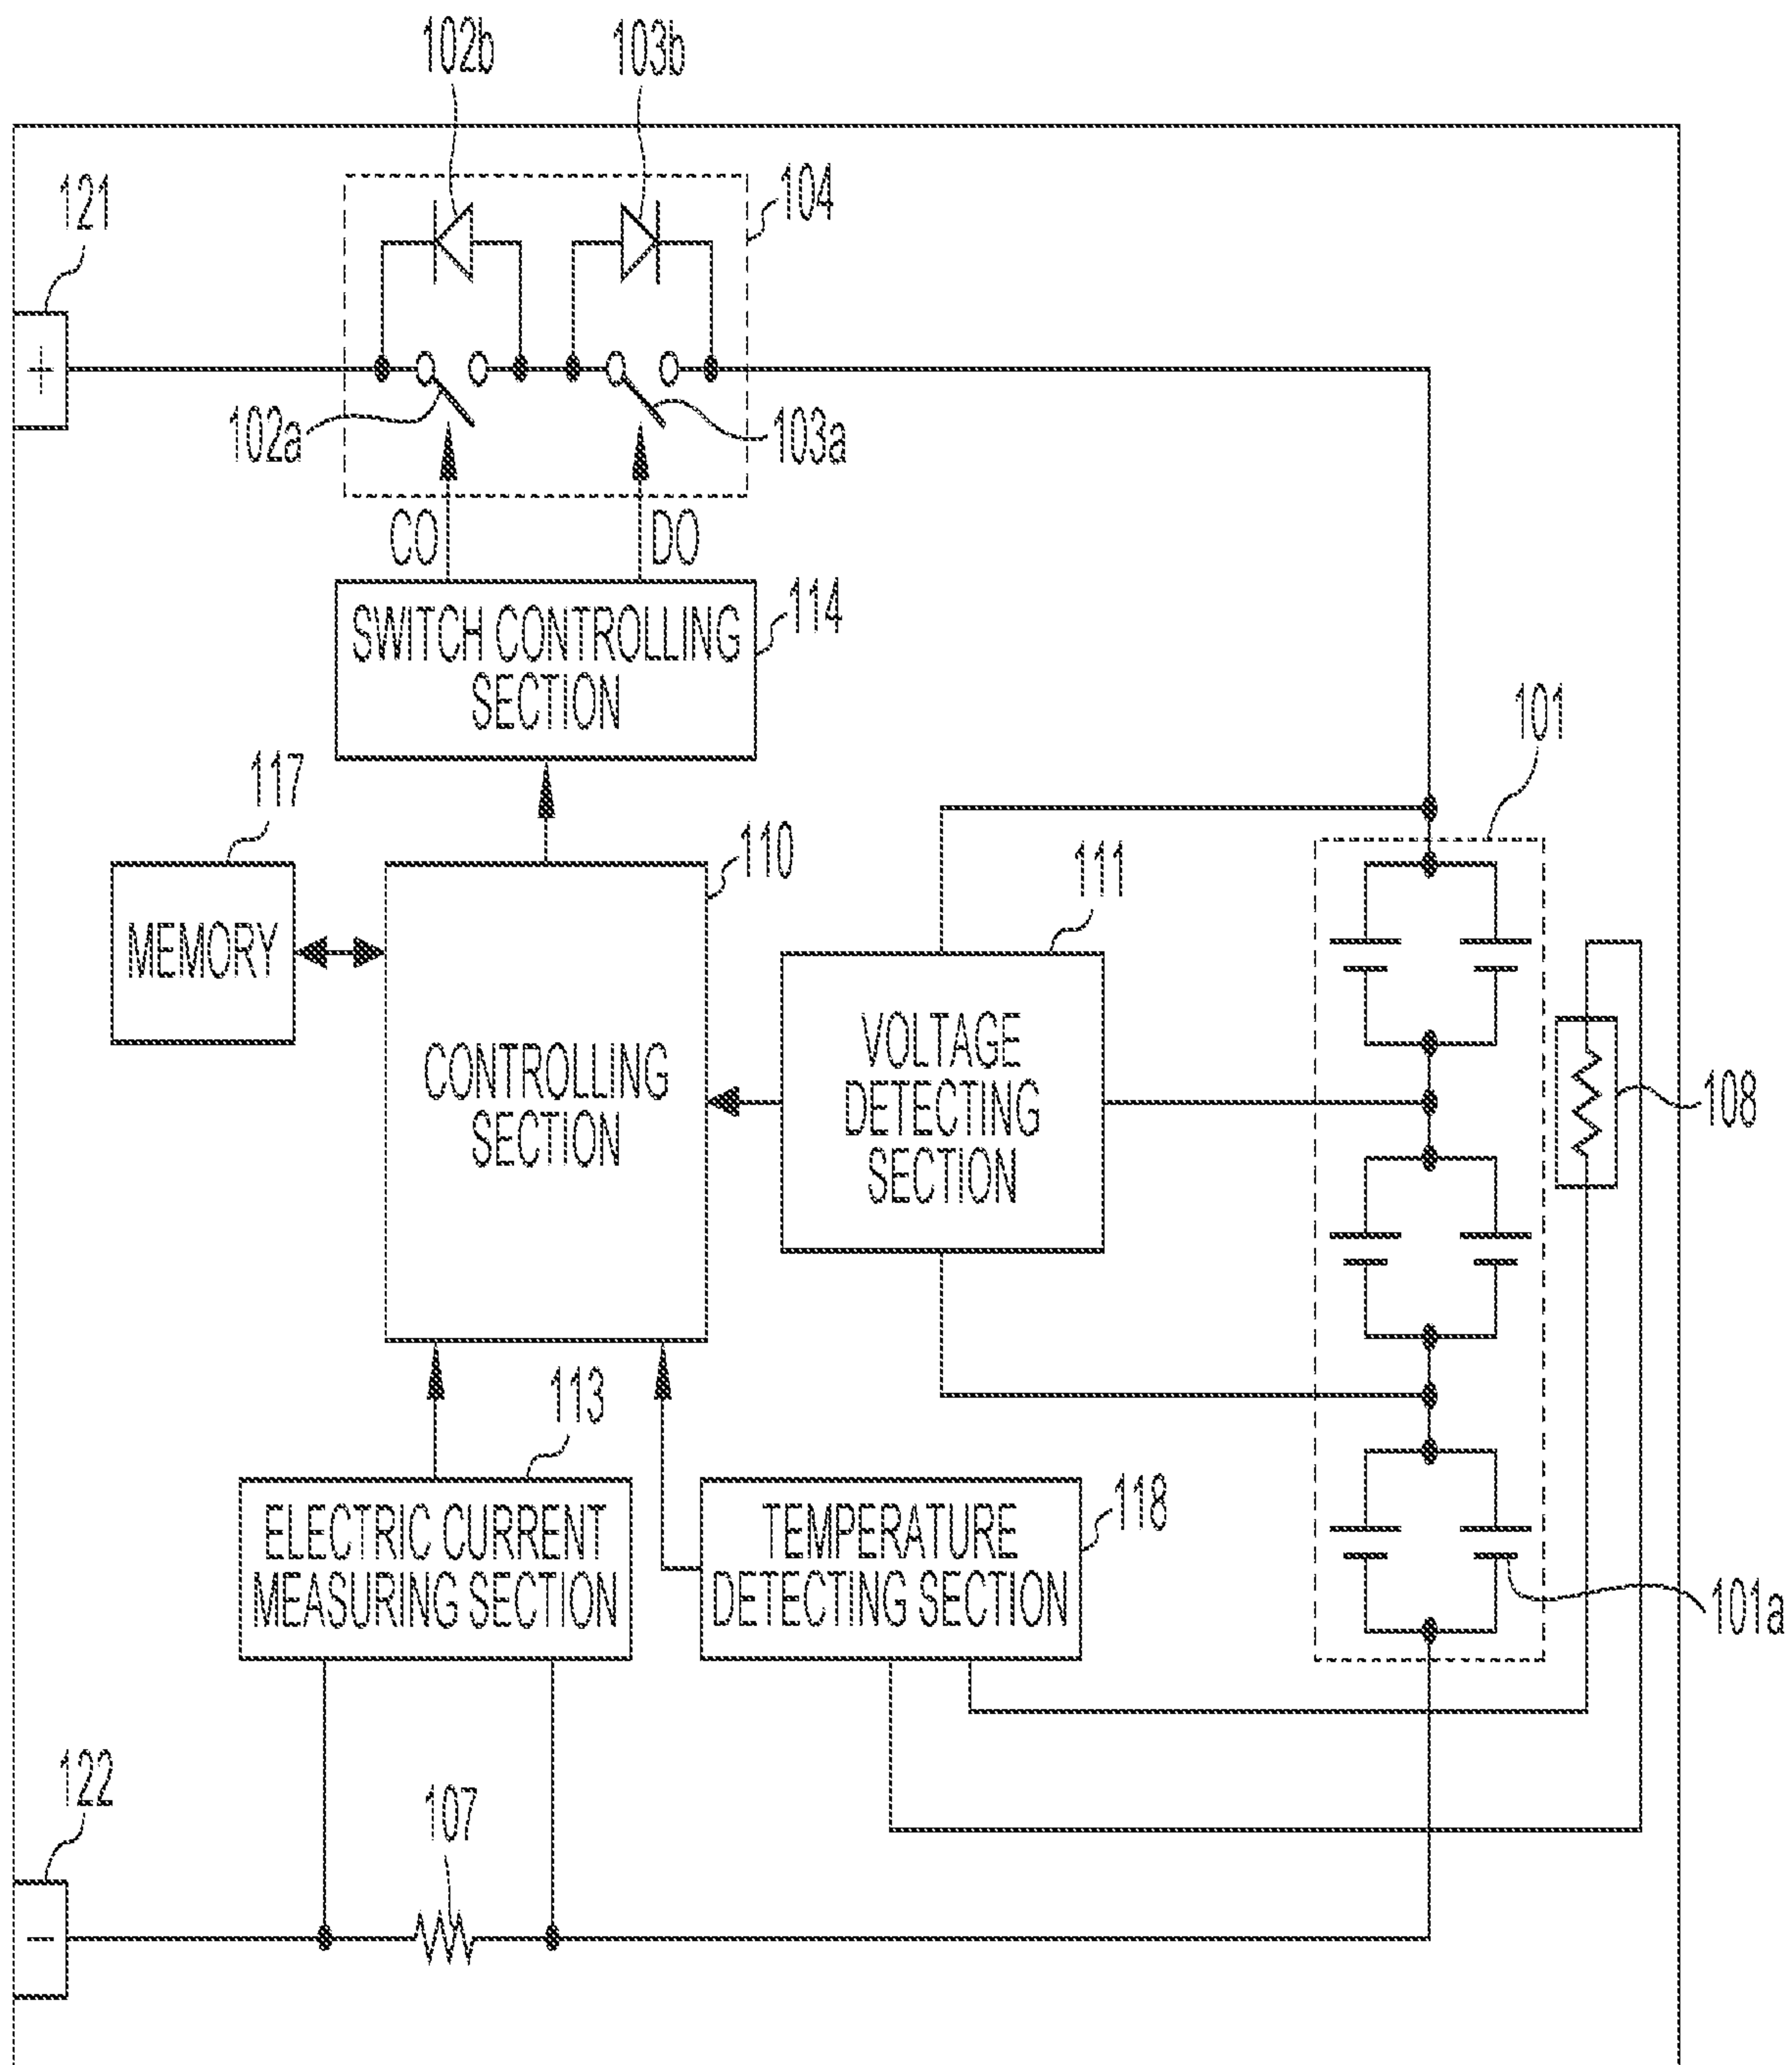 102b
103b
121
104
+
102a
103a
CO
DO
SWITCH CONTROLLING
SECTION
114
101
117
110
111
MEMORY
CONTROLLING
SECTION
VOLTAGE
DETECTING
SECTION
108
113
ELECTRIC CURRENT
MEASURING SECTION
TEMPERATURE
DETECTING SECTION
118
101a
122
107
−